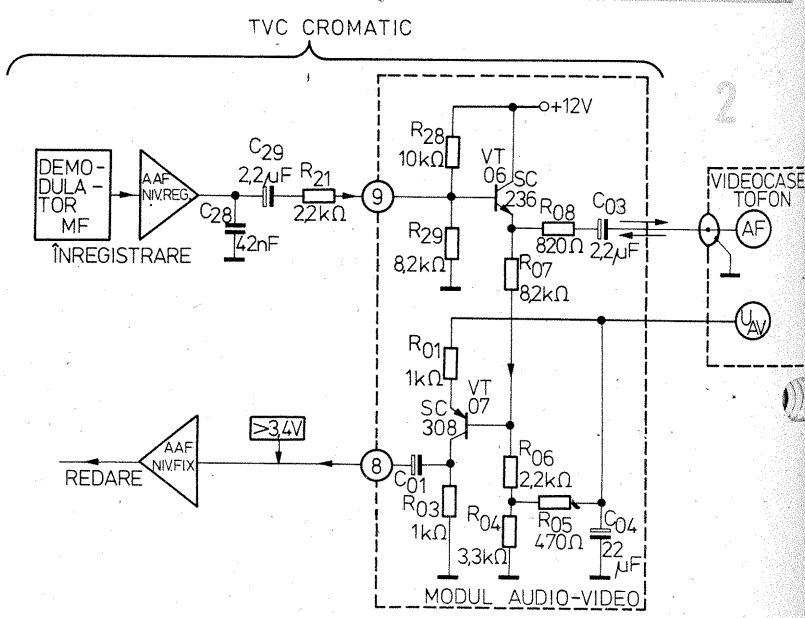 TVC CROMATIC
2
+12V
R28
10kΩ
VT
06
SC
236
DEMO-
DULA-
TOR
MF
AAF
NIV.REG.
C29
2,2µF
R21
2,2kΩ
9
C28
42nF
ÎNREGISTRARE
R29
8,2kΩ
R08
820Ω
C03
2,2µF
VIDEOCASE
TOFON
AF
R07
8,2kΩ
UAV
R01
1kΩ
VT
07
SC
308
>3,4V
AAF
NIV.FIX
REDARE
8
C01
R03
1kΩ
R06
2,2kΩ
R04
3,3kΩ
R05
470Ω
C04
22
µF
MODUL AUDIO-VIDEO